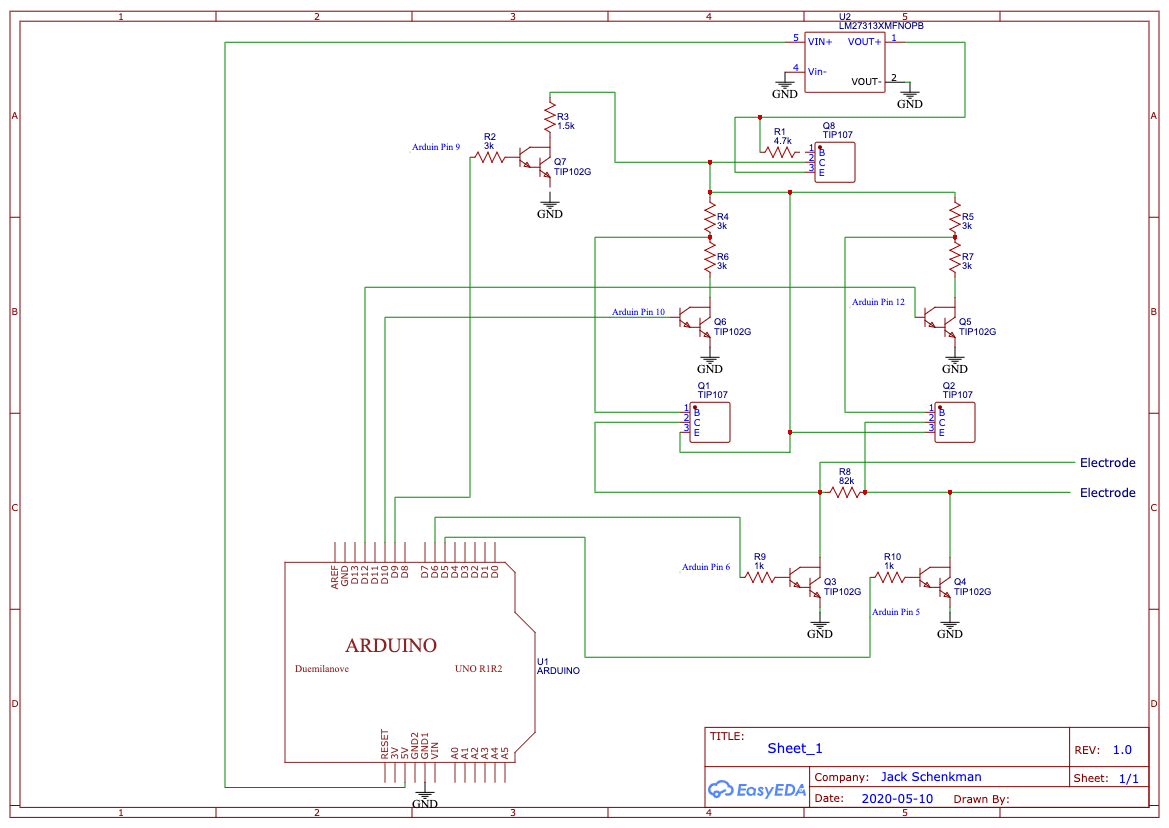 1 2 3 4 5
U2
LM27313XMFNOPB
5 VIN+ VOUT+ 1
4 Vin-
VOUT- 2
GND
GND
A A
R3
1.5k
R2
3k
Arduin Pin 9
Q7
TIP102G
GND
R1
4.7k
Q8
TIP107
1 B
2 C
3 E
R4
3k
R5
3k
R6
3k
R7
3k
B B
Arduin Pin 10
Arduin Pin 12
Q6
TIP102G
Q5
TIP102G
GND
GND
Q1
TIP107
1 B
2 C
3 E
Q2
TIP107
1 B
2 C
3 E
Electrode
R8
82k
Electrode
C C
AREF
GND
D13
D12
D11
D10
D9
D8
D7
D6
D5
D4
D3
D2
D1
D0
Arduin Pin 6
R9
1k
Q3
TIP102G
GND
R10
1k
Q4
TIP102G
Arduin Pin 5
GND
ARDUINO
Duemilanove
UNO R1R2
U1
ARDUINO
D D
RESET
3V
5V
GND2
GND1
VIN
A0
A1
A2
A3
A4
A5
GND
TITLE:
Sheet_1
REV: 1.0
EasyEDA
Company: Jack Schenkman
Sheet: 1/1
Date: 2020-05-10 Drawn By:
1 2 3 4 5